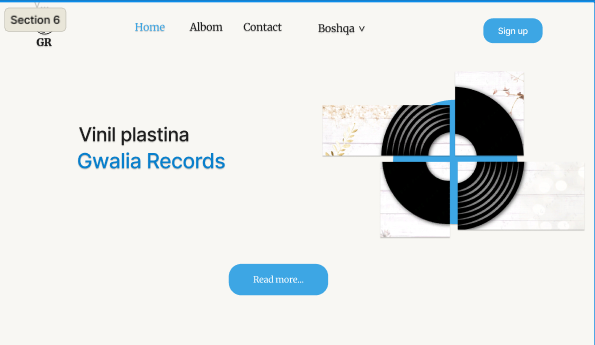 Section 6
GR
Home Albom Contact Boshqa
Sign up
Vinil plastina
Gwalia Records
Read more...